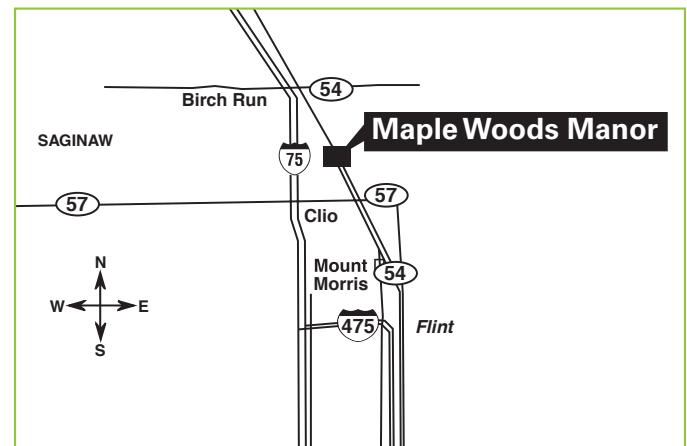 54
Birch Run
Maple Woods Manor
SAGINAW
75
57
57
Clio
N
W E
S
Mount
Morris
54
475
Flint